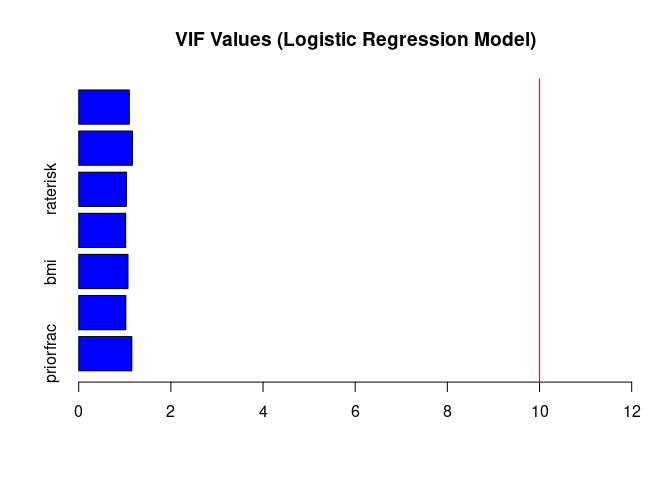 VIF Values (Logistic Regression Model)
raterisk
bmi
priorfrac
0 2 4 6 8 10 12